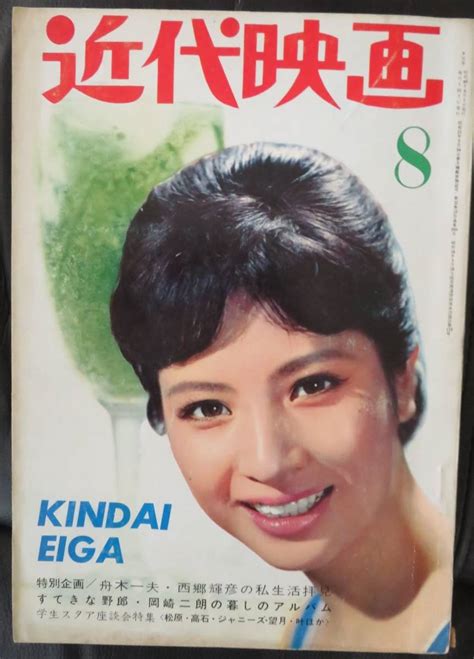 近代映画
8
KINDAI
EIGA
特別企画/舟木一夫・西郷輝彦の私生活拝見
すてきな野郎・岡崎二朗の暮しのアルバム
学生スタア座談会特集〈松原・高石・ジャニーズ・望月・叶ほか〉